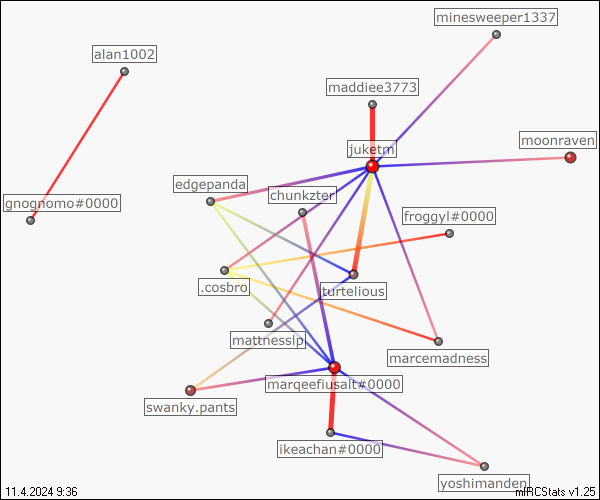 minesweeper1337
alan1002
maddiee3773
moonraven
juketm
edgepanda
chunkzter
gnognomo#0000
froggyl#0000
.cosbro
turtelious
mattnesslp
marcemadness
marqeefiusalt#0000
swanky.pants
ikeachan#0000
yoshimanden
11.4.2024 9:36
mIRCStats v1.25